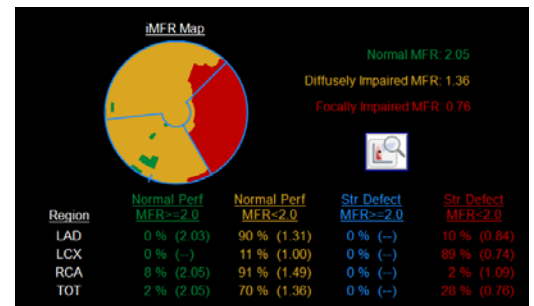 iMFR Map
Normal MFR: 2.05
Diffusely Impaired MFR: 1.36
Focally Impaired MFR: 0.76
Region Normal Perf MFR>=2.0 Normal Perf MFR<2.0 Str Defect MFR>=2.0 Str Defect MFR<2.0
LAD 0 % (2.03) 90 % (1.31) 0 % (--) 10 % (0.84)
LCX 0 % (--) 11 % (1.00) 0 % (--) 89 % (0.74)
RCA 8 % (2.05) 91 % (1.49) 0 % (--) 2 % (1.09)
TOT 2 % (2.05) 70 % (1.36) 0 % (--) 28 % (0.76)